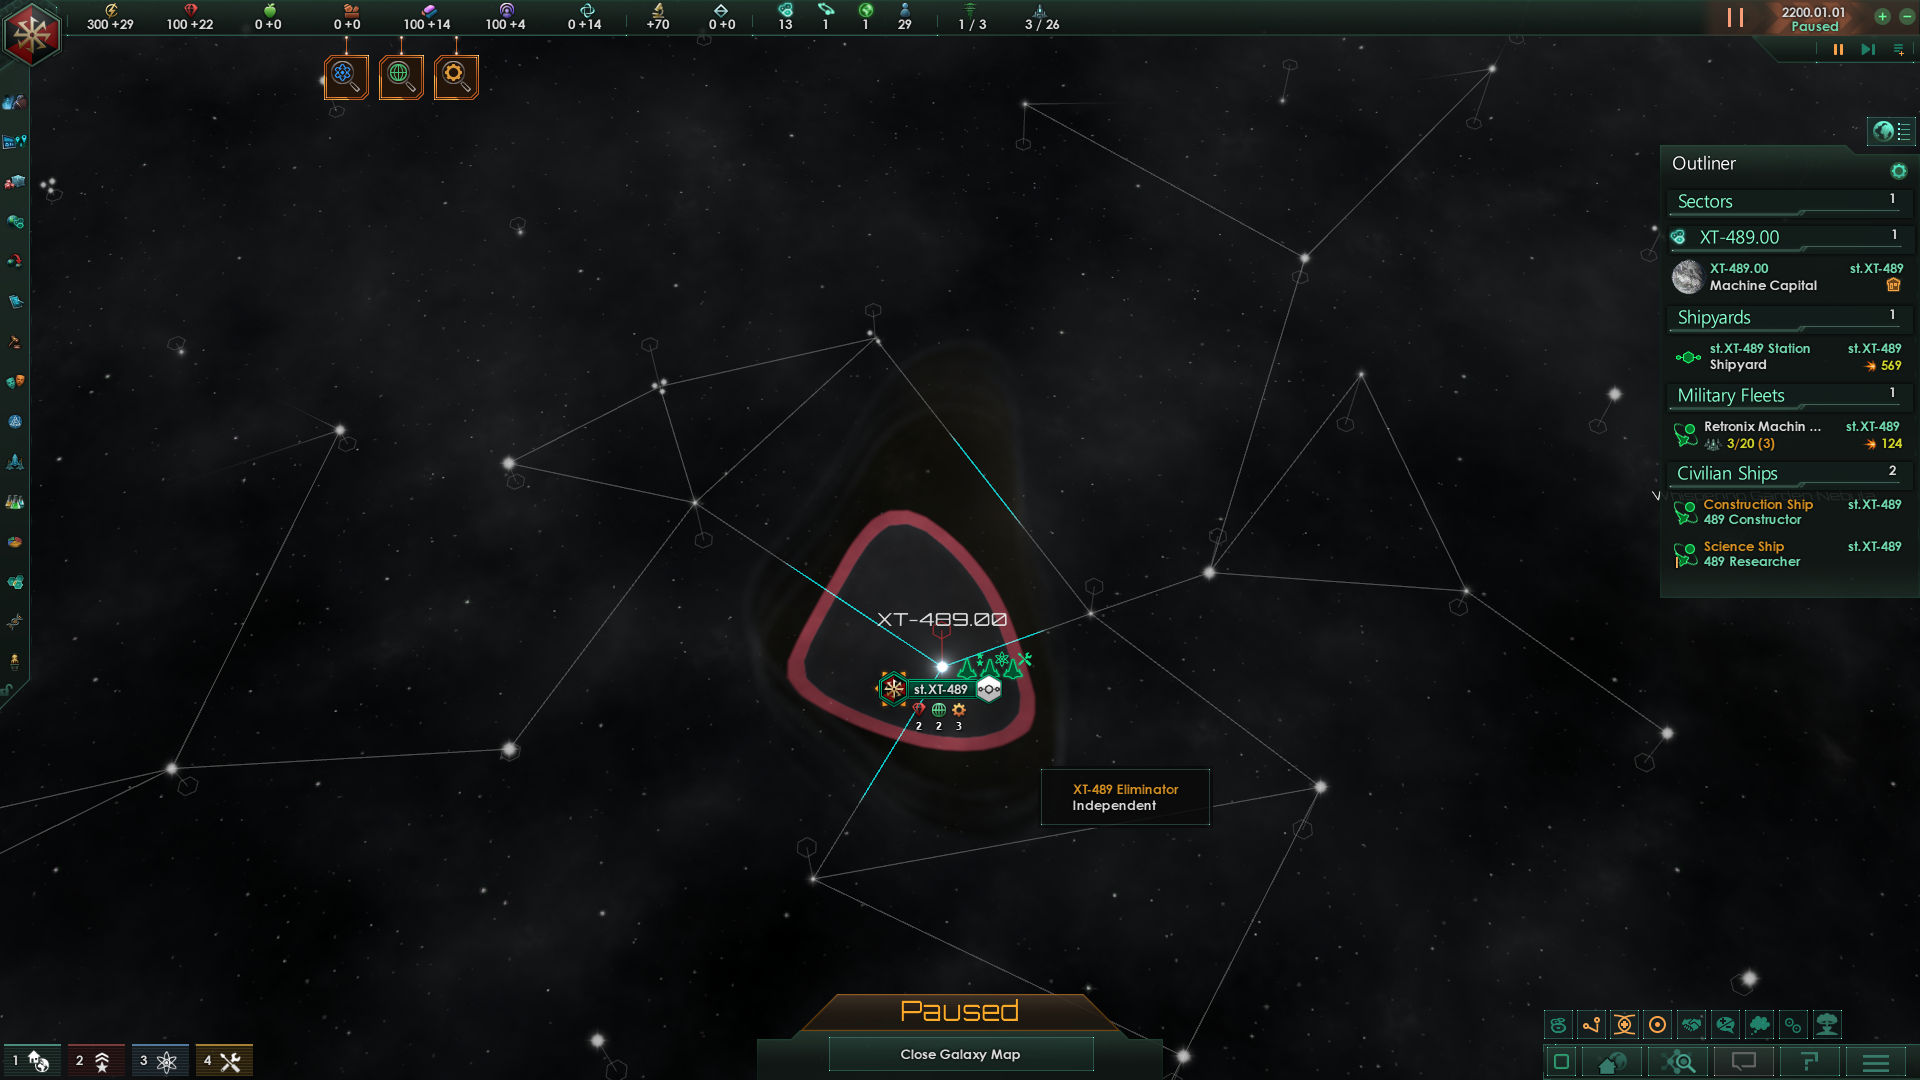 300 +29
100 +22
0 +0
0 +0
100 +14
100 +4
0 +14
+70
0 +0
13
1
1
29
1 / 3
3 / 26
2200.01.01
Paused
Outliner
Sectors 1
XT-489.00 1
XT-489.00 st.XT-489
Machine Capital
Shipyards 1
st.XT-489 Station st.XT-489
Shipyard 569
Military Fleets 1
Retronix Machin ... st.XT-489
3/20 (3) 124
Civilian Ships 2
Construction Ship st.XT-489
489 Constructor
Science Ship st.XT-489
489 Researcher
XT-489.00
st.XT-489
2 2 3
XT-489 Eliminator
Independent
Paused
Close Galaxy Map
1 2 3 4